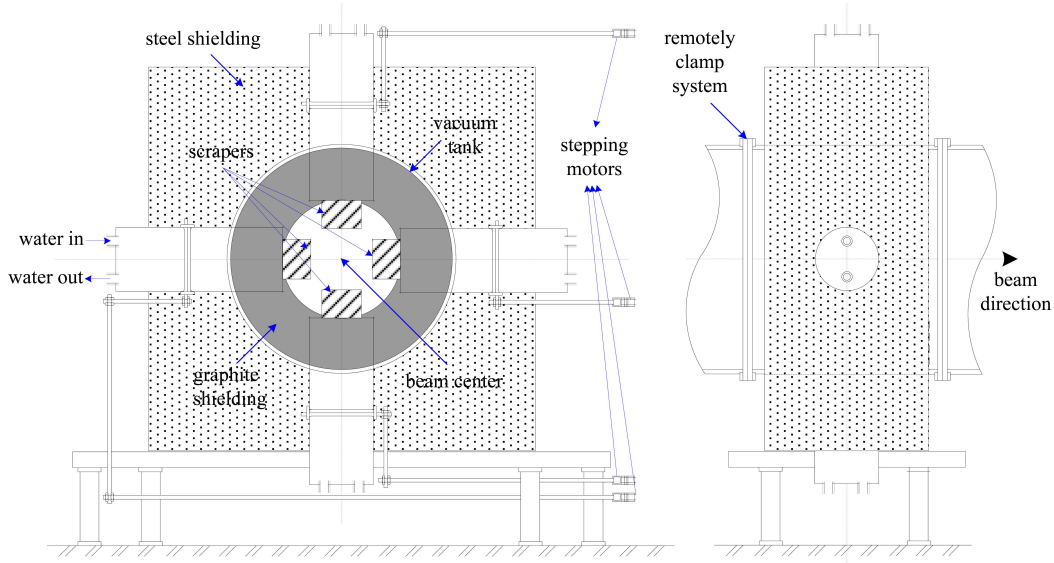 steel shielding
remotely
clamp
system
vacuum
tank
scrapers
stepping
motors
water in
water out
beam
direction
graphite
shielding
beam center